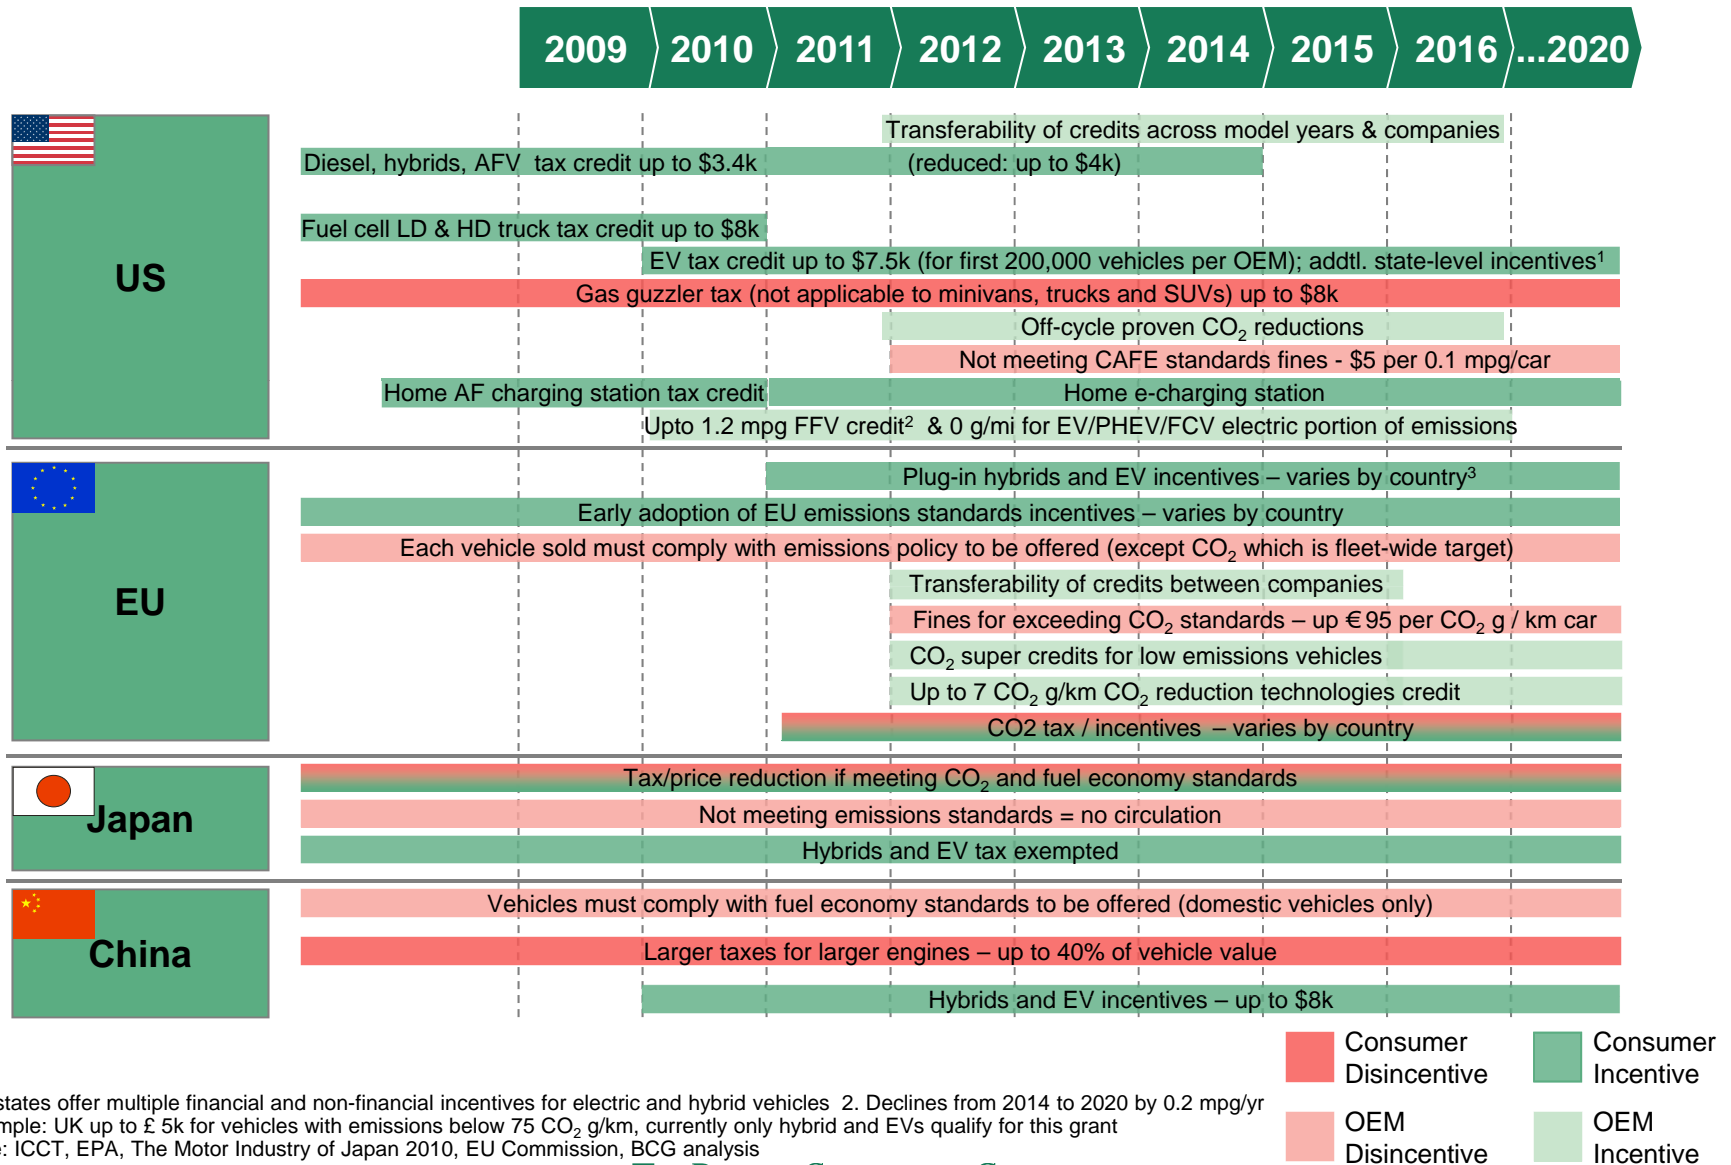 2009 2010 2011 2012 2013 2014 2015 2016 ...2020
US
Transferability of credits across model years & companies
Diesel, hybrids, AFV tax credit up to $3.4k (reduced: up to $4k)
Fuel cell LD & HD truck tax credit up to $8k
EV tax credit up to $7.5k (for first 200,000 vehicles per OEM); addtl. state-level incentives¹
Gas guzzler tax (not applicable to minivans, trucks and SUVs) up to $8k
Off-cycle proven CO₂ reductions
Not meeting CAFE standards fines - $5 per 0.1 mpg/car
Home AF charging station tax credit Home e-charging station
Upto 1.2 mpg FFV credit² & 0 g/mi for EV/PHEV/FCV electric portion of emissions
EU
Plug-in hybrids and EV incentives – varies by country³
Early adoption of EU emissions standards incentives – varies by country
Each vehicle sold must comply with emissions policy to be offered (except CO₂ which is fleet-wide target)
Transferability of credits between companies
Fines for exceeding CO₂ standards – up €95 per CO₂ g / km car
CO₂ super credits for low emissions vehicles
Up to 7 CO₂ g/km CO₂ reduction technologies credit
CO2 tax / incentives – varies by country
Japan
Tax/price reduction if meeting CO₂ and fuel economy standards
Not meeting emissions standards = no circulation
Hybrids and EV tax exempted
China
Vehicles must comply with fuel economy standards to be offered (domestic vehicles only)
Larger taxes for larger engines – up to 40% of vehicle value
Hybrids and EV incentives – up to $8k
Consumer
Disincentive
Consumer
Incentive
OEM
Disincentive
OEM
Incentive
states offer multiple financial and non-financial incentives for electric and hybrid vehicles 2. Declines from 2014 to 2020 by 0.2 mpg/yr
mple: UK up to £ 5k for vehicles with emissions below 75 CO₂ g/km, currently only hybrid and EVs qualify for this grant
: ICCT, EPA, The Motor Industry of Japan 2010, EU Commission, BCG analysis